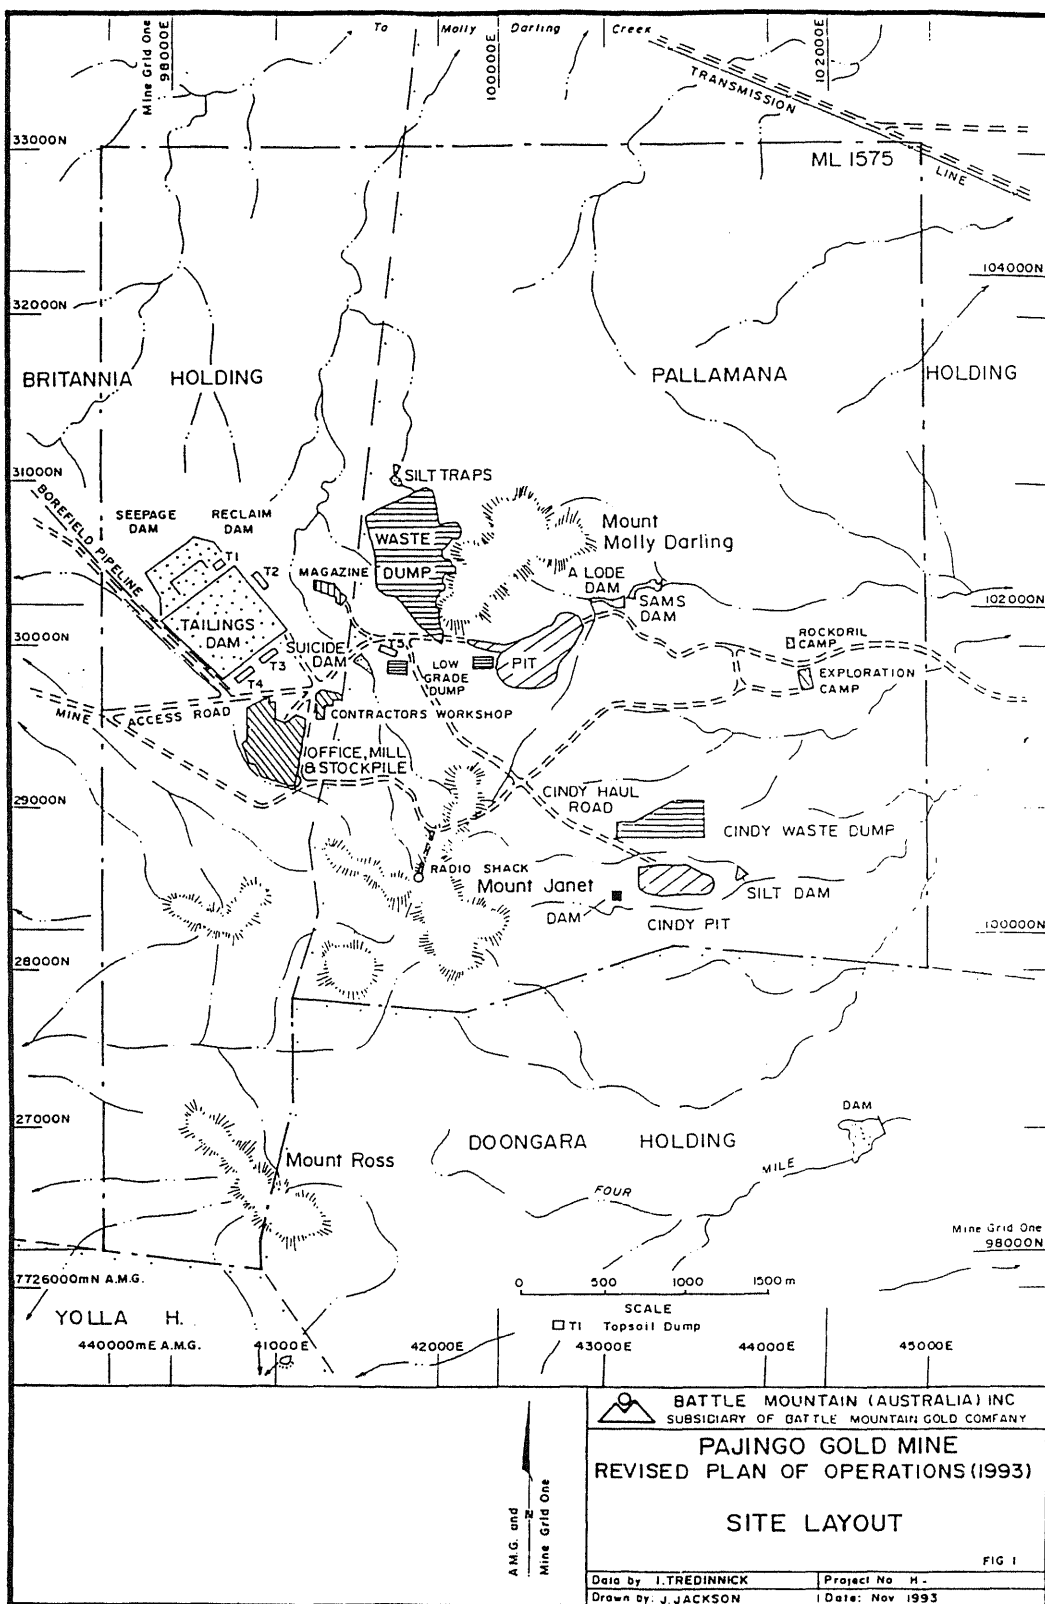 To Molly Darling Creek
Mine Grid One
98000E
100000E
102000E
TRANSMISSION
LINE
33000N
ML 1575
104000N
32000N
BRITANNIA HOLDING
PALLAMANA HOLDING
31000N
SILT TRAPS
BOREFIELD PIPELINE
SEEPAGE
DAM
RECLAIM
DAM
WASTE
DUMP
Mount
Molly Darling
T1
T2
MAGAZINE
A LODE
DAM
SAMS
DAM
102000N
TAILINGS
DAM
30000N
SUICIDE
DAM
T5
T3
T4
LOW
GRADE
DUMP
PIT
ROCKDRIL
CAMP
EXPLORATION
CAMP
MINE ACCESS ROAD
CONTRACTORS WORKSHOP
OFFICE, MILL
& STOCKPILE
29000N
CINDY HAUL
ROAD
CINDY WASTE DUMP
RADIO SHACK
Mount Janet
DAM
SILT DAM
CINDY PIT
100000N
28000N
27000N
DAM
DOONGARA HOLDING
Mount Ross
FOUR MILE
Mine Grid One
98000N
7726000mN A.M.G.
0 500 1000 1500 m
SCALE
T1 Topsoil Dump
YOLLA H.
440000mE A.M.G.
41000E
42000E
43000E
44000E
45000E
A.M.G. and
Mine Grid One
N
BATTLE MOUNTAIN (AUSTRALIA) INC
SUBSIDIARY OF BATTLE MOUNTAIN GOLD COMPANY
PAJINGO GOLD MINE
REVISED PLAN OF OPERATIONS (1993)
SITE LAYOUT
FIG 1
Data by I. TREDINNICK
Project No H -
Drawn by: J. JACKSON
Date: Nov 1993